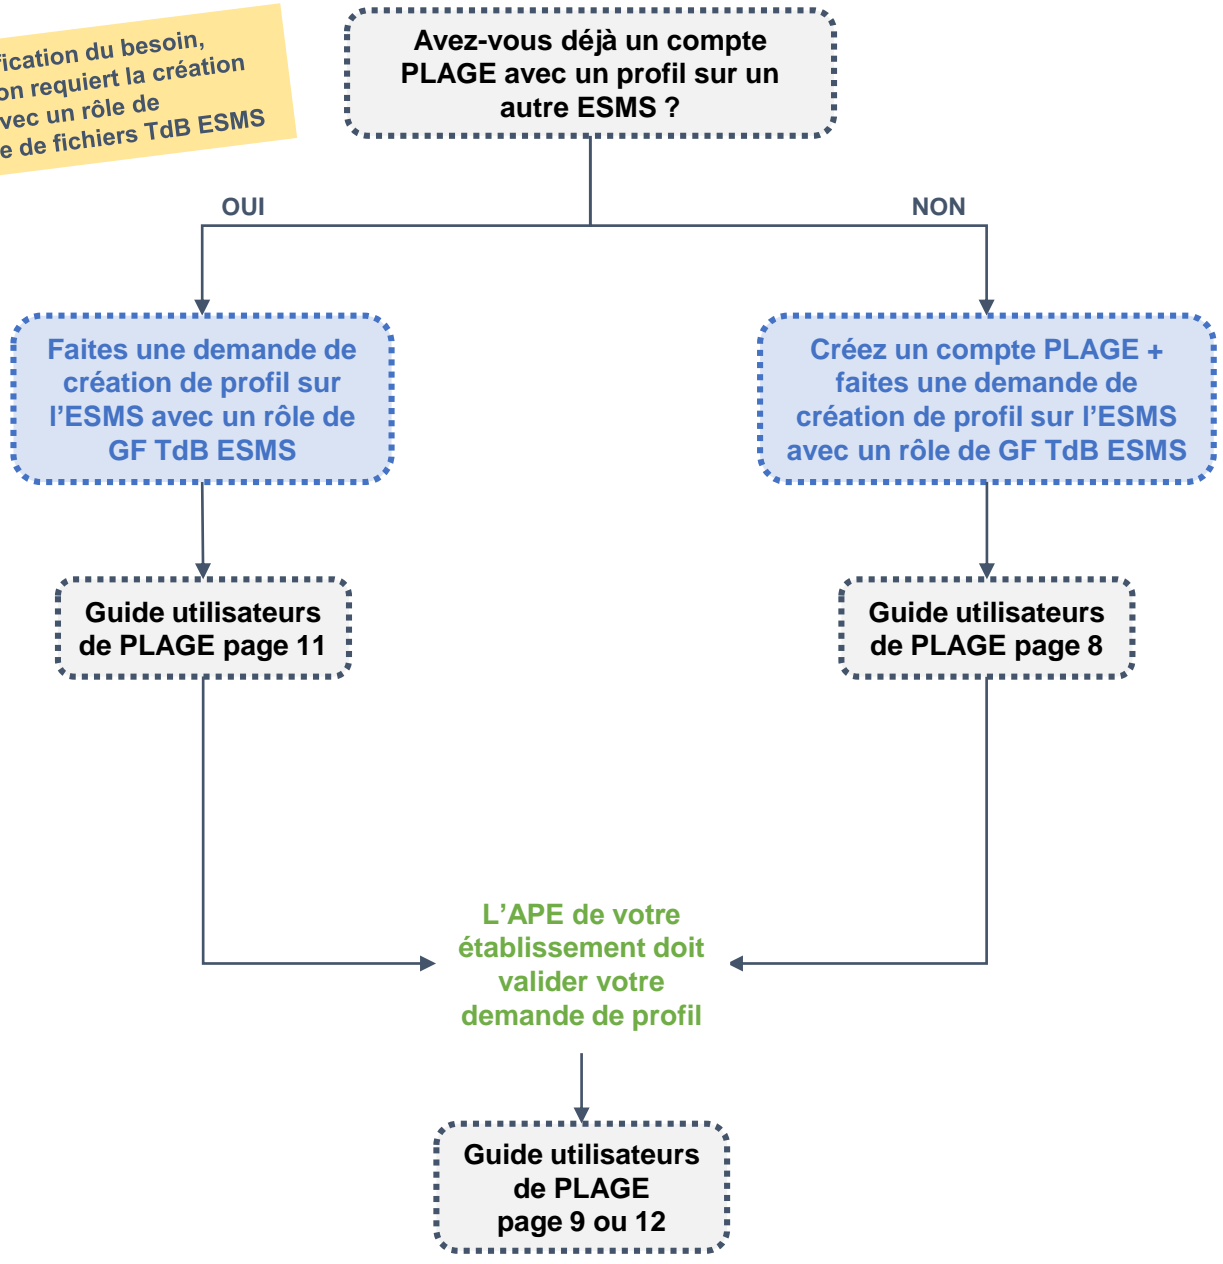 du besoin,
requiert la création
un rôle de
de fichiers TdB ESMS
Avez-vous déjà un compte
PLAGE avec un profil sur un
autre ESMS ?
OUI
NON
Faites une demande de
création de profil sur
l’ESMS avec un rôle de
GF TdB ESMS
Créez un compte PLAGE +
faites une demande de
création de profil sur l’ESMS
avec un rôle de GF TdB ESMS
Guide utilisateurs
de PLAGE page 11
Guide utilisateurs
de PLAGE page 8
L’APE de votre
établissement doit
valider votre
demande de profil
Guide utilisateurs
de PLAGE
page 9 ou 12